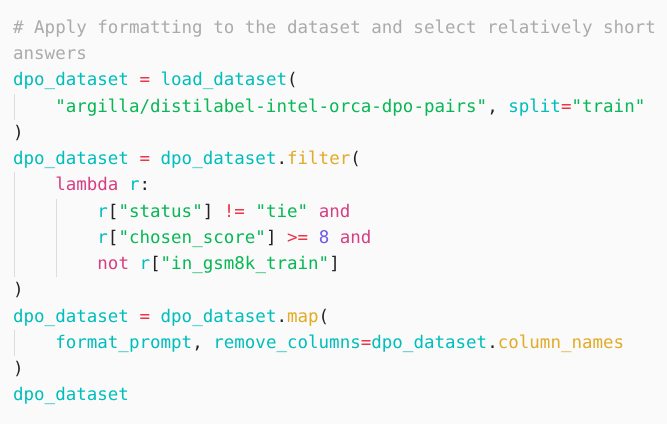 # Apply formatting to the dataset and select relatively short
answers
dpo_dataset = load_dataset(
    "argilla/distilabel-intel-orca-dpo-pairs", split="train"
)
dpo_dataset = dpo_dataset.filter(
    lambda r:
        r["status"] != "tie" and
        r["chosen_score"] >= 8 and
        not r["in_gsm8k_train"]
)
dpo_dataset = dpo_dataset.map(
    format_prompt, remove_columns=dpo_dataset.column_names
)
dpo_dataset